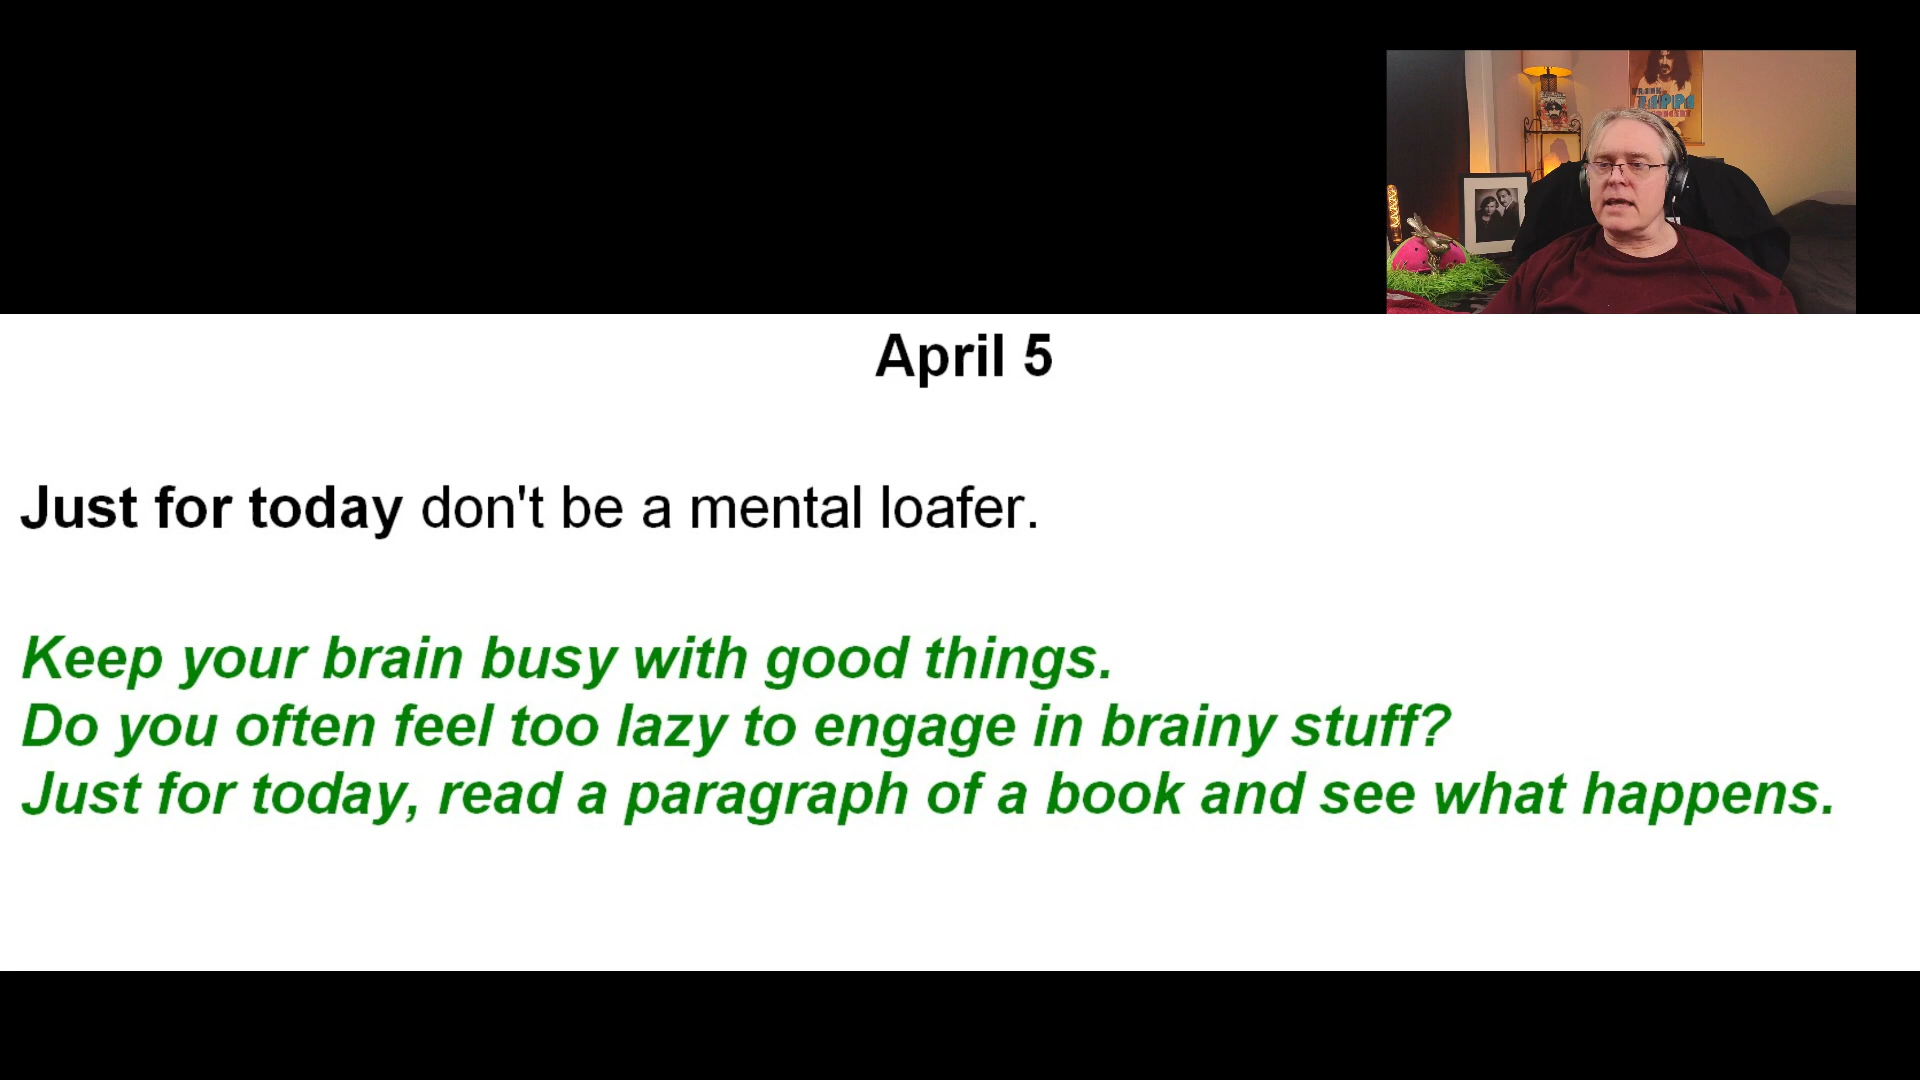 FRANK
ZAPPA
April 5
Just for today don't be a mental loafer.
Keep your brain busy with good things.
Do you often feel too lazy to engage in brainy stuff?
Just for today, read a paragraph of a book and see what happens.